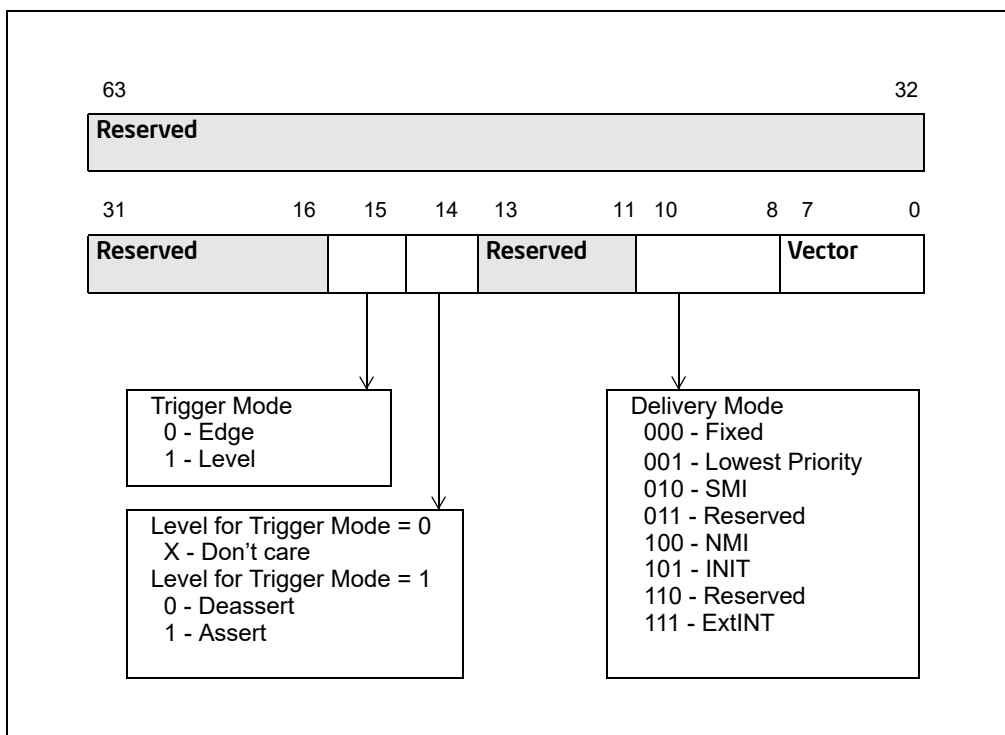 63 32
Reserved
31 16 15 14 13 11 10 8 7 0
Reserved Reserved Vector
Trigger Mode
0 - Edge
1 - Level
Level for Trigger Mode = 0
X - Don't care
Level for Trigger Mode = 1
0 - Deassert
1 - Assert
Delivery Mode
000 - Fixed
001 - Lowest Priority
010 - SMI
011 - Reserved
100 - NMI
101 - INIT
110 - Reserved
111 - ExtINT